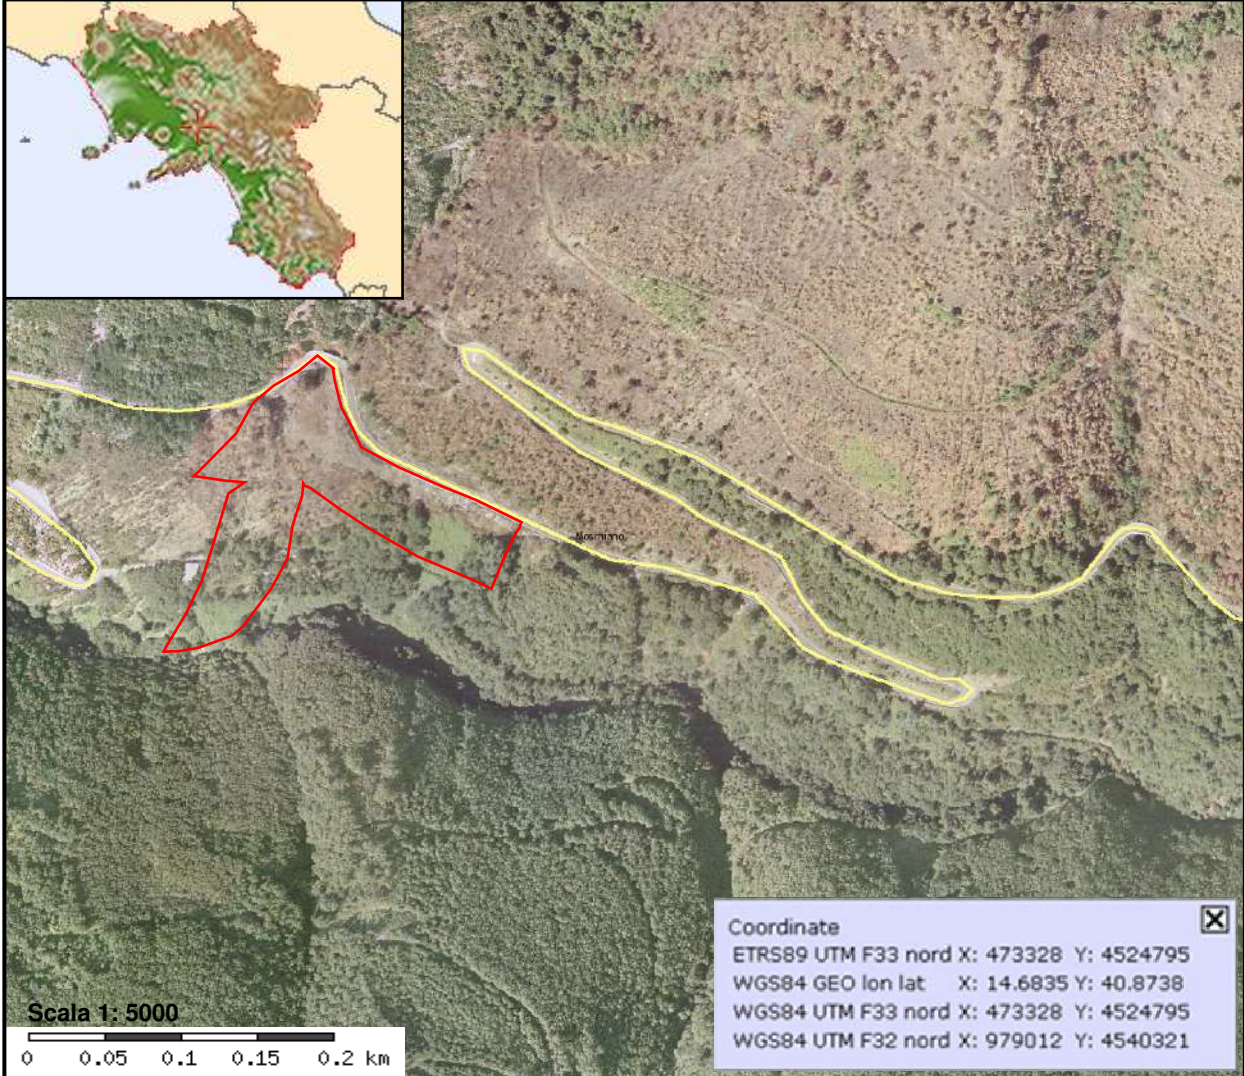 Mosmano
Coordinate
ETRS89 UTM F33 nord X: 473328 Y: 4524795
WGS84 GEO lon lat X: 14.6835 Y: 40.8738
WGS84 UTM F33 nord X: 473328 Y: 4524795
WGS84 UTM F32 nord X: 979012 Y: 4540321
Scala 1: 5000
0 0.05 0.1 0.15 0.2 km